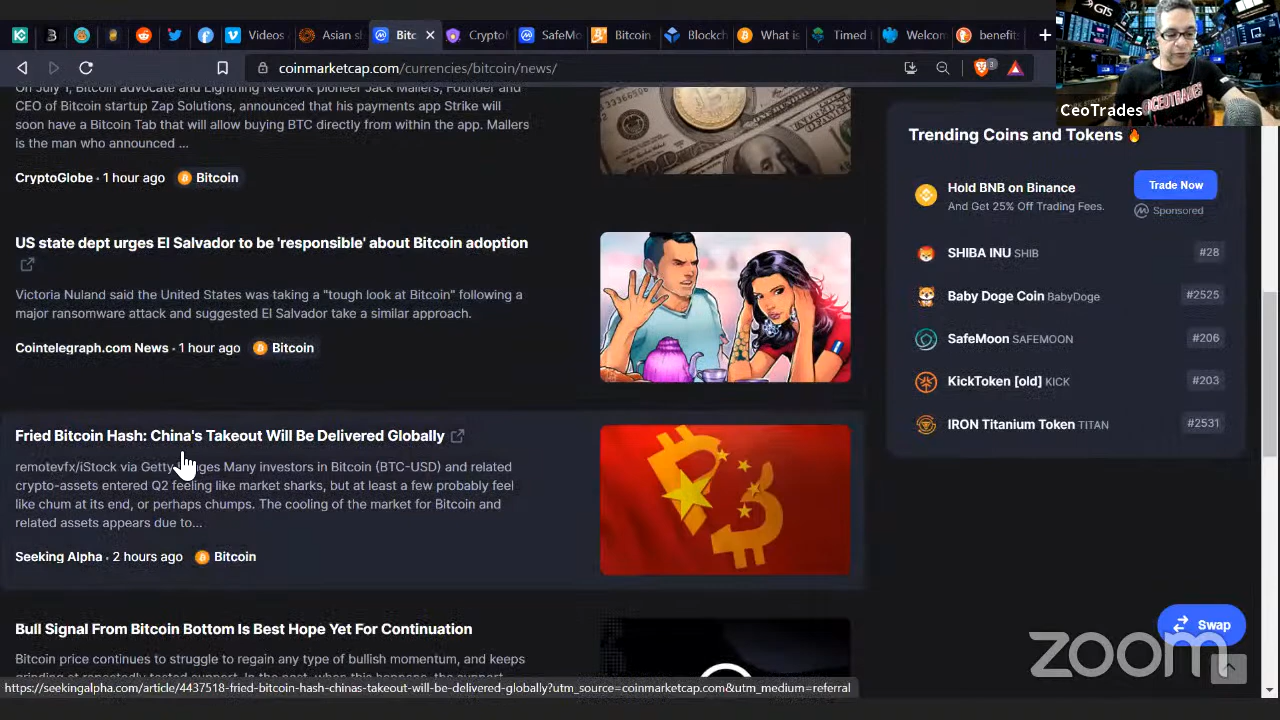 Videos
Asian sh
Bitc
Crypto
SafeMo
Bitcoin
Blockc
What is
Timed
Welcom
benefits
coinmarketcap.com/currencies/bitcoin/news/
3
GTS
CEOTRADES
CeoTrades
On July 1, Bitcoin advocate and Lightning Network pioneer Jack Mallers, Founder and
CEO of Bitcoin startup Zap Solutions, announced that his payments app Strike will
soon have a Bitcoin Tab that will allow buying BTC directly from within the app. Mallers
is the man who announced ...
CryptoGlobe · 1 hour ago Bitcoin
US state dept urges El Salvador to be 'responsible' about Bitcoin adoption
Victoria Nuland said the United States was taking a "tough look at Bitcoin" following a
major ransomware attack and suggested El Salvador take a similar approach.
Cointelegraph.com News · 1 hour ago Bitcoin
Fried Bitcoin Hash: China's Takeout Will Be Delivered Globally
remotevfx/iStock via Getty Many investors in Bitcoin (BTC-USD) and related
crypto-assets entered Q2 feeling like market sharks, but at least a few probably feel
like chum at its end, or perhaps chumps. The cooling of the market for Bitcoin and
related assets appears due to...
Seeking Alpha · 2 hours ago Bitcoin
Bull Signal From Bitcoin Bottom Is Best Hope Yet For Continuation
Bitcoin price continues to struggle to regain any type of bullish momentum, and keeps
https://seekingalpha.com/article/4437518-fried-bitcoin-hash-chinas-takeout-will-be-delivered-globally?utm_source=coinmarketcap.com&utm_medium=referral
Trending Coins and Tokens
Hold BNB on Binance
And Get 25% Off Trading Fees.
Trade Now
Sponsored
SHIBA INU SHIB #28
Baby Doge Coin BabyDoge #2525
SafeMoon SAFEMOON #206
KickToken [old] KICK #203
IRON Titanium Token TITAN #2531
Swap
zoom